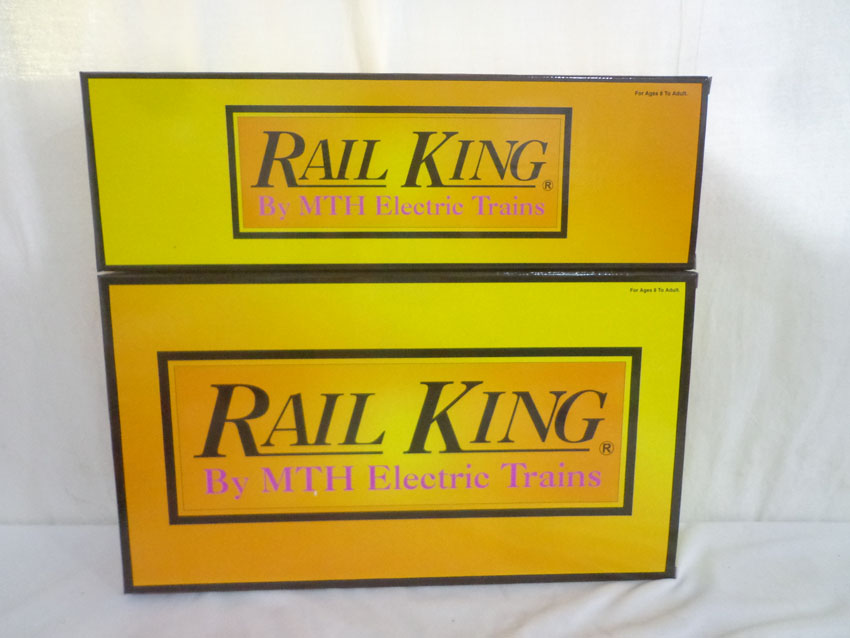 For Ages 8 To Adult.
RAIL KING®
By MTH Electric Trains
For Ages 8 To Adult.
RAIL KING®
By MTH Electric Trains